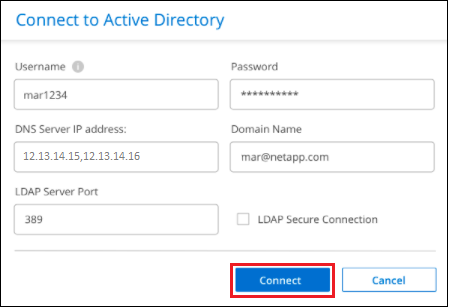 Connect to Active Directory
Username Password
mar1234 **********
DNS Server IP address: Domain Name
12.13.14.15,12.13.14.16 mar@netapp.com
LDAP Server Port
389 LDAP Secure Connection
Connect Cancel